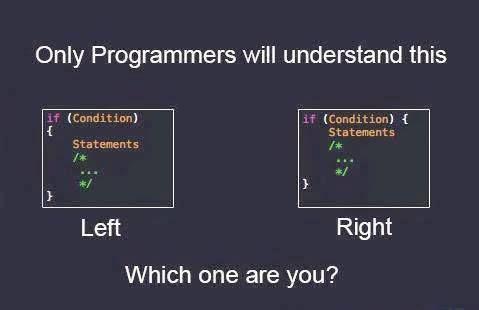 Only Programmers will understand this
if (Condition)
{
Statements
/*
...
*/
}
Left
if (Condition) {
Statements
/*
...
*/
}
Right
Which one are you?